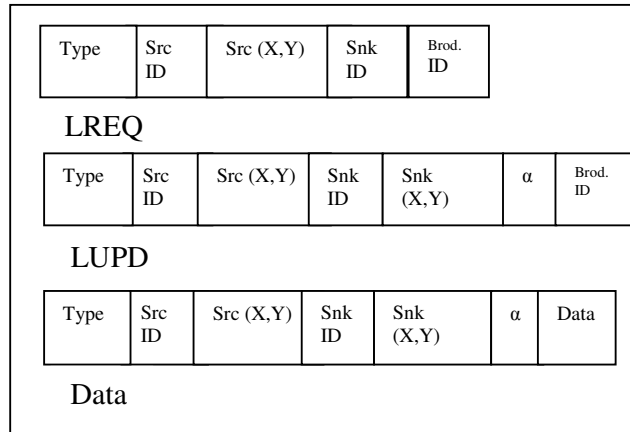 Type Src ID Src (X,Y) Snk ID Brod. ID
LREQ
Type Src ID Src (X,Y) Snk ID Snk (X,Y) α Brod. ID
LUPD
Type Src ID Src (X,Y) Snk ID Snk (X,Y) α Data
Data